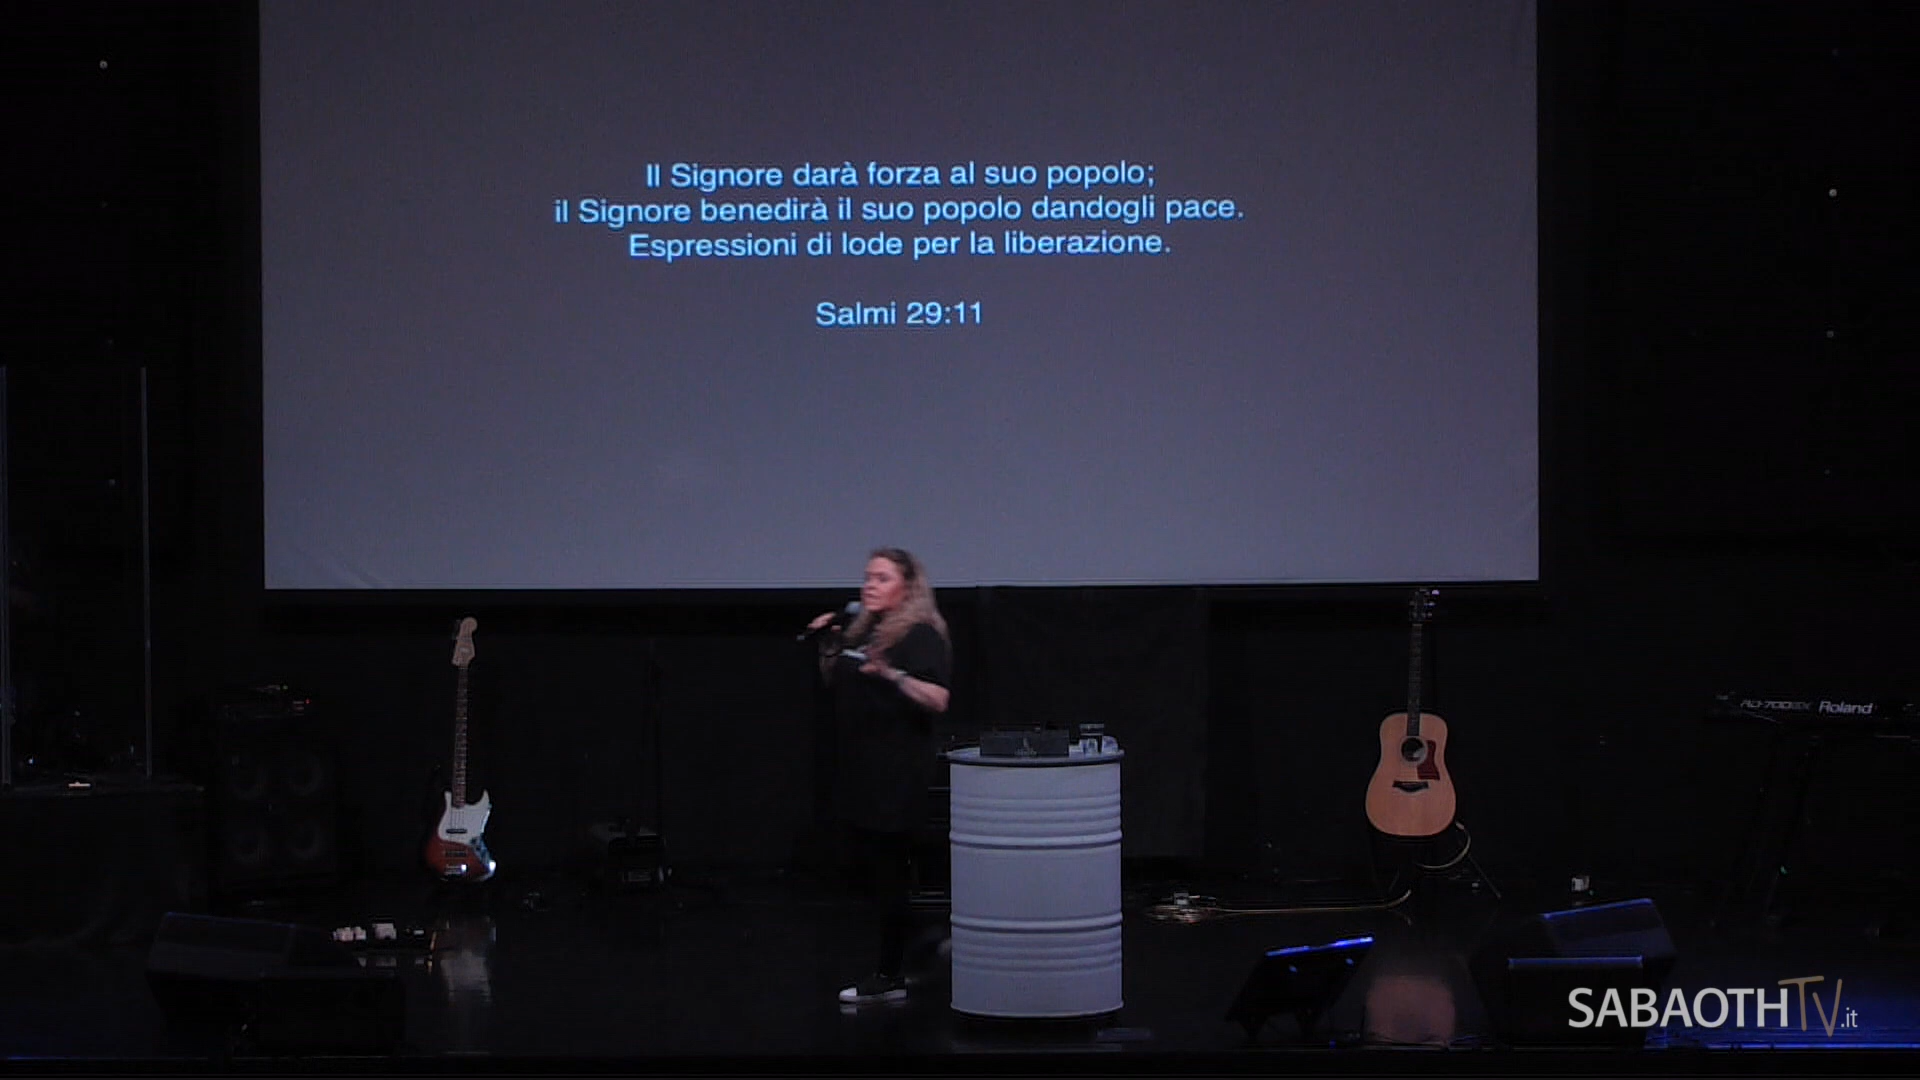 Il Signore darà forza al suo popolo;
il Signore benedirà il suo popolo dandogli pace.
Espressioni di lode per la liberazione.
Salmi 29:11
Roland
SABAOTHTV.it